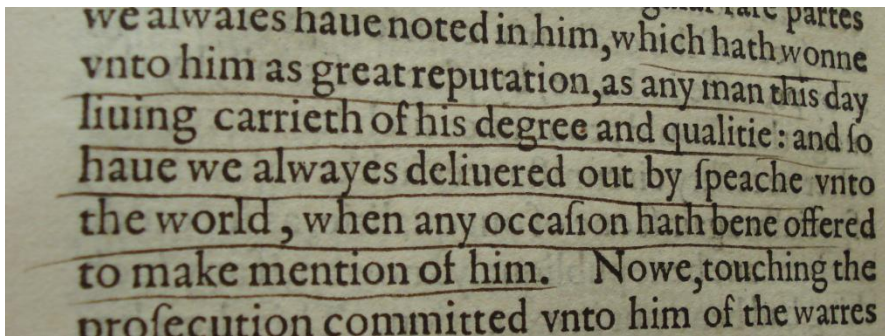 partes
we alwaies haue noted in him, which hath wonne
vnto him as great reputation, as any man this day
liuing carrieth of his degree and qualitie: and ſo
haue we alwayes deliuered out by ſpeache vnto
the world, when any occaſion hath bene offered
to make mention of him. Nowe, touching the
proſecution committed vnto him of the warres